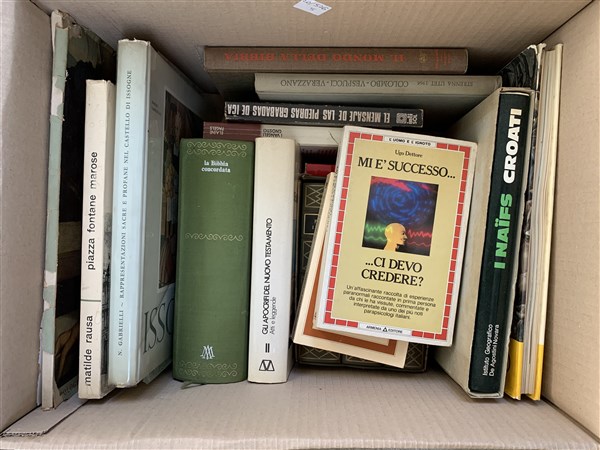 IL MONDO DELLA BIBBIA
COLOMBO - VESPUCCI - VERAZZANO
EL MENSAJE DE LAS PIEDRAS GRABADAS DE ICA
matilde rausa piazza fontane marose
N. GABRIELLI - RAPPRESENTAZIONI SACRE E PROFANE NEL CASTELLO DI ISSOGNE
ISSO
la Bibbia
concordata
GLI APOCRIFI DEL NUOVO TESTAMENTO
Atti e leggende
II
L'UOMO E L'IGNOTO
Ugo Dèttore
MI E' SUCCESSO...
...CI DEVO
CREDERE?
Un'affascinante raccolta di esperienze
paranormali raccontate in prima persona
da chi le ha vissute, commentate e
interpretate da uno dei più noti
parapsicologi italiani.
ARMENIA EDITORE
I NAÏFS CROATI
Istituto Geografico
De Agostini Novara